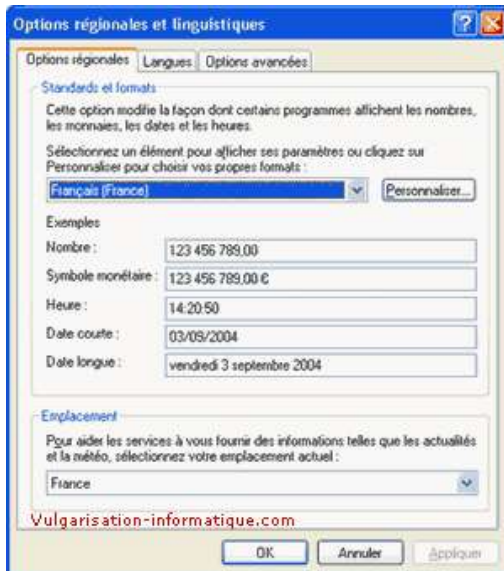 Options régionales et linguistiques
Options régionales Langues Options avancées
Standards et formats
Cette option modifie la façon dont certains programmes affichent les nombres,
les monnaies, les dates et les heures.
Sélectionnez un élément pour afficher ses paramètres ou cliquez sur
Personnaliser pour choisir vos propres formats :
Français (France) Personnaliser...
Exemples
Nombre : 123 456 789,00
Symbole monétaire : 123 456 789,00 €
Heure : 14:20:50
Date courte : 03/09/2004
Date longue : vendredi 3 septembre 2004
Emplacement
Pour aider les services à vous fournir des informations telles que les actualités
et la météo, sélectionnez votre emplacement actuel :
France
Vulgarisation-informatique.com
OK Annuler Appliquer